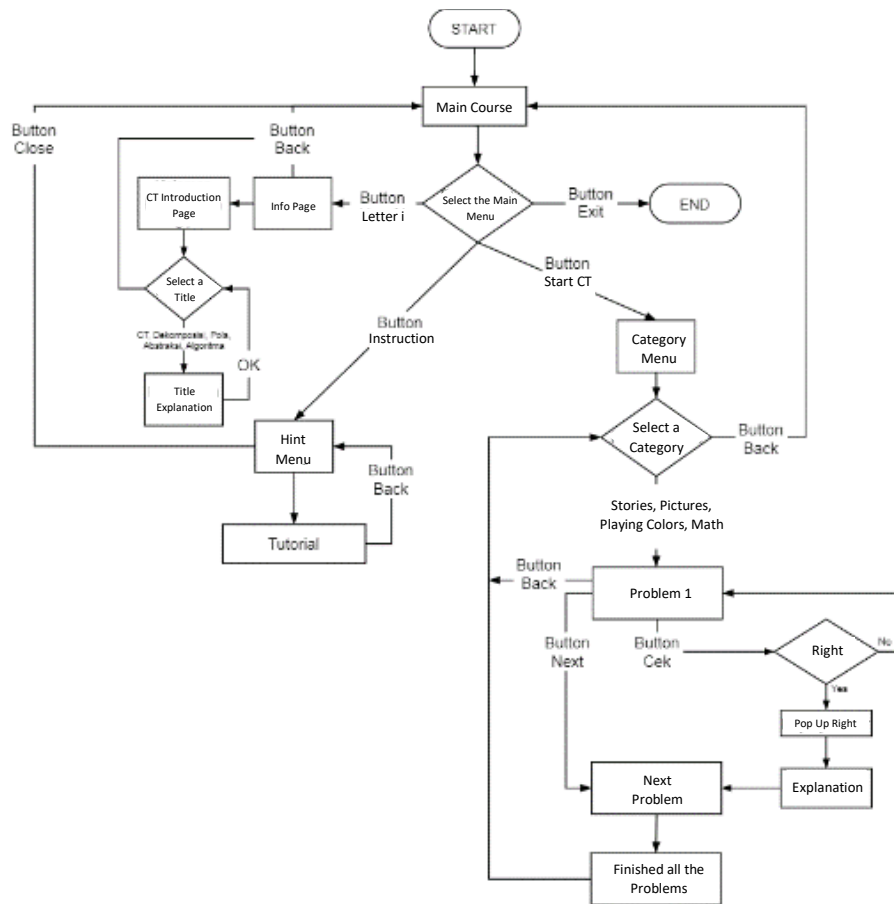 START
Main Course
Button
Close
Button
Back
CT Introduction
Page
Info Page
Button
Letter i
Select the Main
Menu
Button
Exit
END
Button
Start CT
Select a
Title
CT, Dekomposisi, Pola,
Abstraksi, Algoritma
OK
Title
Explanation
Button
Instruction
Category
Menu
Select a
Category
Button
Back
Hint
Menu
Button
Back
Tutorial
Stories, Pictures,
Playing Colors, Math
Button
Back
Problem 1
Button
Next
Button
Cek
Right
No
Yes
Pop Up Right
Explanation
Next
Problem
Finished all the
Problems